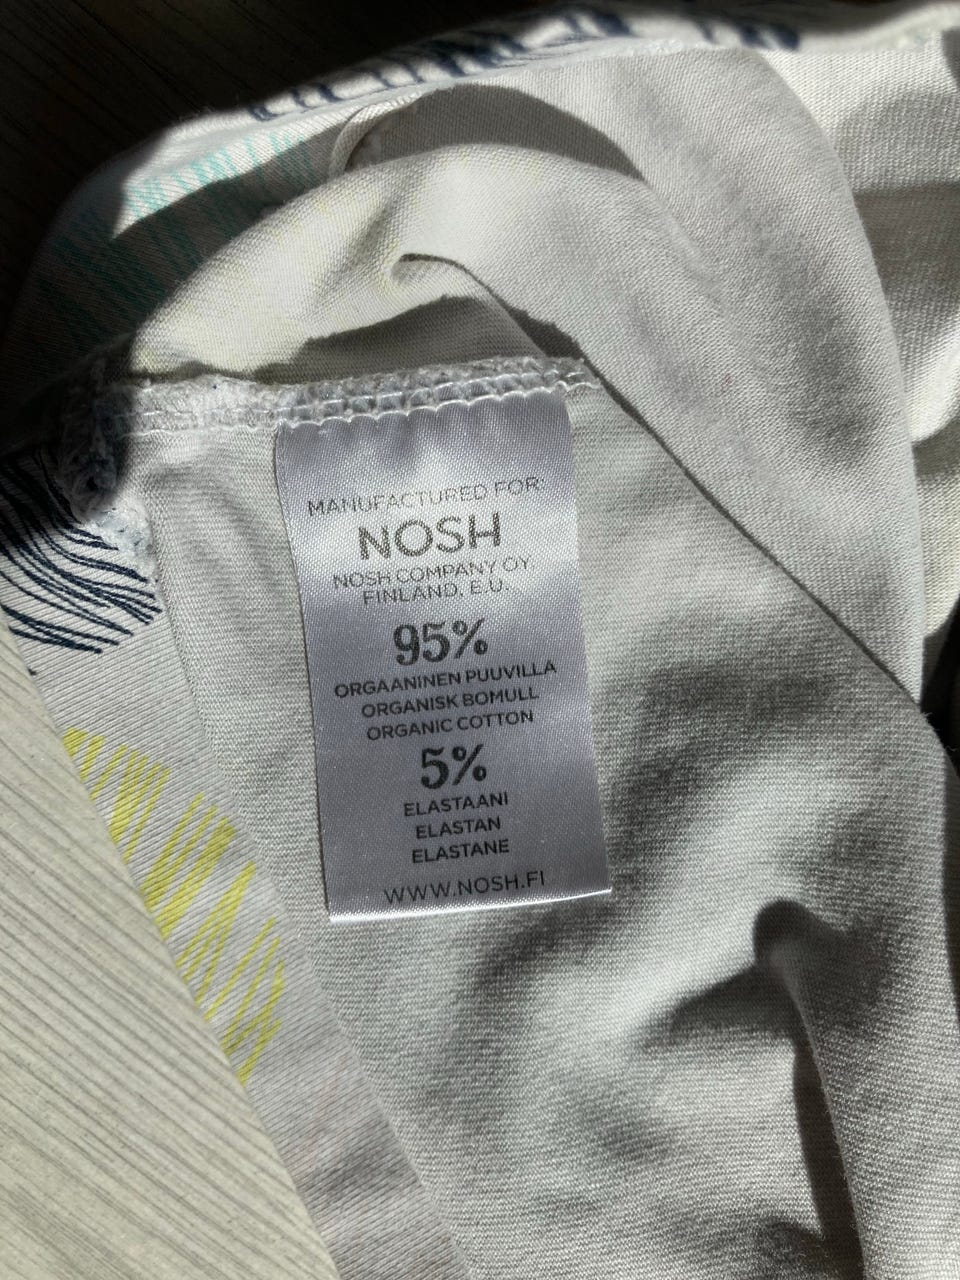 MANUFACTURED FOR:
NOSH
NOSH COMPANY OY.
FINLAND, E.U.
95%
ORGAANINEN PUUVILLA
ORGANISK BOMULL
ORGANIC COTTON
5%
ELASTAANI
ELASTAN
ELASTANE
WWW.NOSH.FI